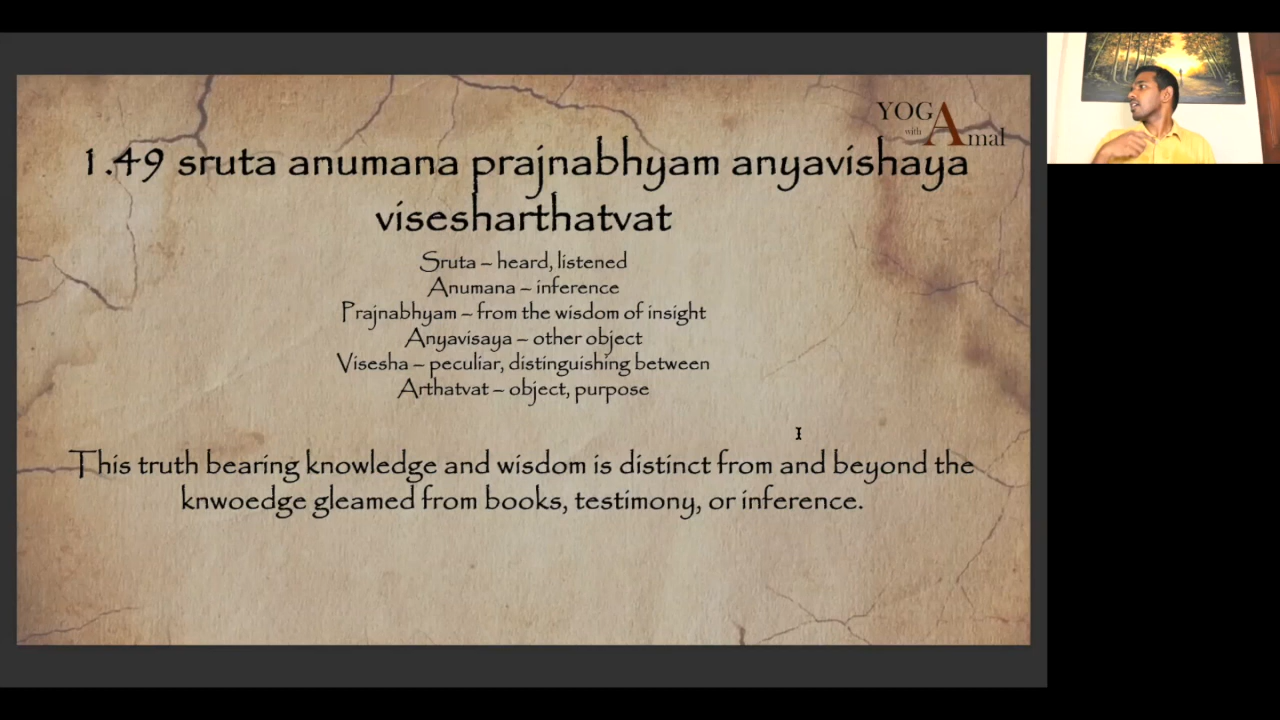 YOGA
with Amal
1.49 sruta anumana prajnabhyam anyavishaya
visesharthatvat
Sruta – heard, listened
Anumana – inference
Prajnabhyam – from the wisdom of insight
Anyavisaya – other object
Visesha – peculiar, distinguishing between
Arthatvat – object, purpose
This truth bearing knowledge and wisdom is distinct from and beyond the
knwoedge gleamed from books, testimony, or inference.